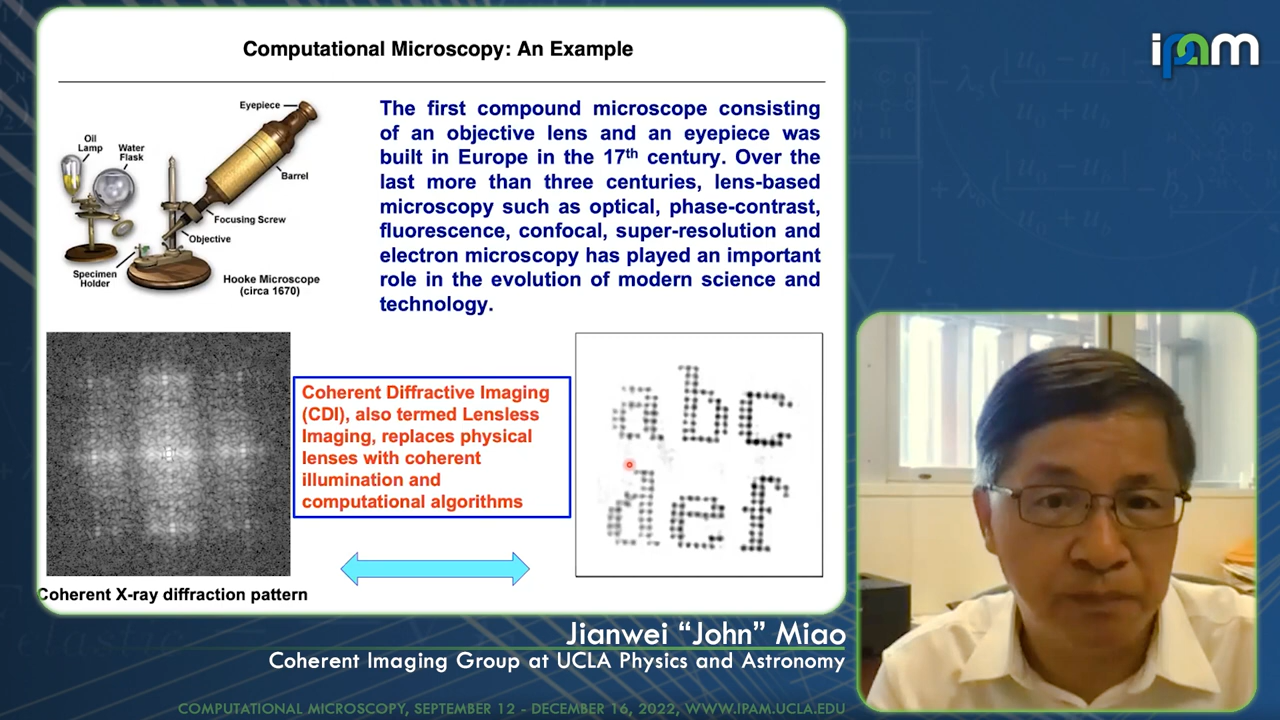 Computational Microscopy: An Example
ipam
Eyepiece
Oil
Lamp
Water
Flask
Barrel
Focusing Screw
Objective
Specimen
Holder
Hooke Microscope
(circa 1670)
The first compound microscope consisting
of an objective lens and an eyepiece was
built in Europe in the 17th century. Over the
last more than three centuries, lens-based
microscopy such as optical, phase-contrast,
fluorescence, confocal, super-resolution and
electron microscopy has played an important
role in the evolution of modern science and
technology.
Coherent Diffractive Imaging
(CDI), also termed Lensless
Imaging, replaces physical
lenses with coherent
illumination and
computational algorithms
abc
def
Coherent X-ray diffraction pattern
Jianwei “John” Miao
Coherent Imaging Group at UCLA Physics and Astronomy
COMPUTATIONAL MICROSCOPY, SEPTEMBER 12 - DECEMBER 16, 2022, WWW.IPAM.UCLA.EDU